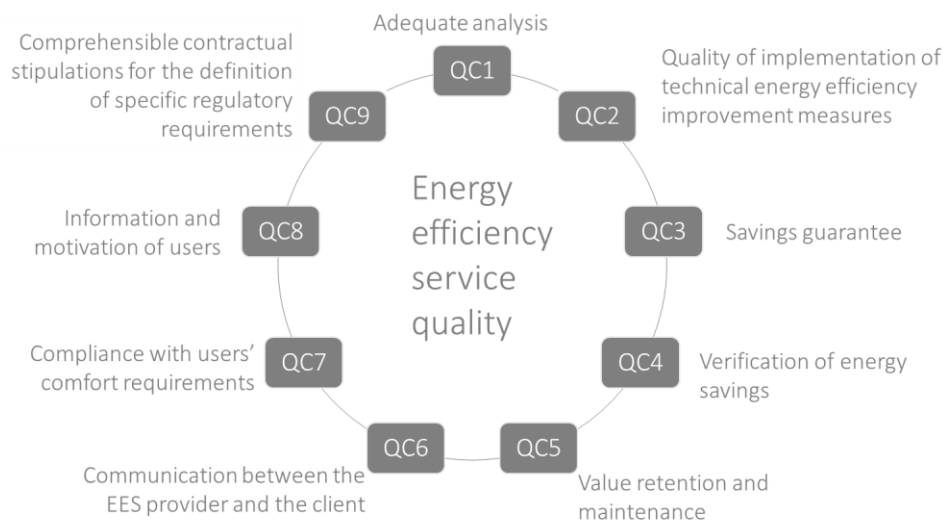 Adequate analysis
QC1
Quality of implementation of
technical energy efficiency
improvement measures
QC2
Savings guarantee
QC3
Verification of energy
savings
QC4
Value retention and
maintenance
QC5
Communication between the
EES provider and the client
QC6
Compliance with users’
comfort requirements
QC7
Information and
motivation of users
QC8
Comprehensible contractual
stipulations for the definition
of specific regulatory
requirements
QC9
Energy
efficiency
service
quality